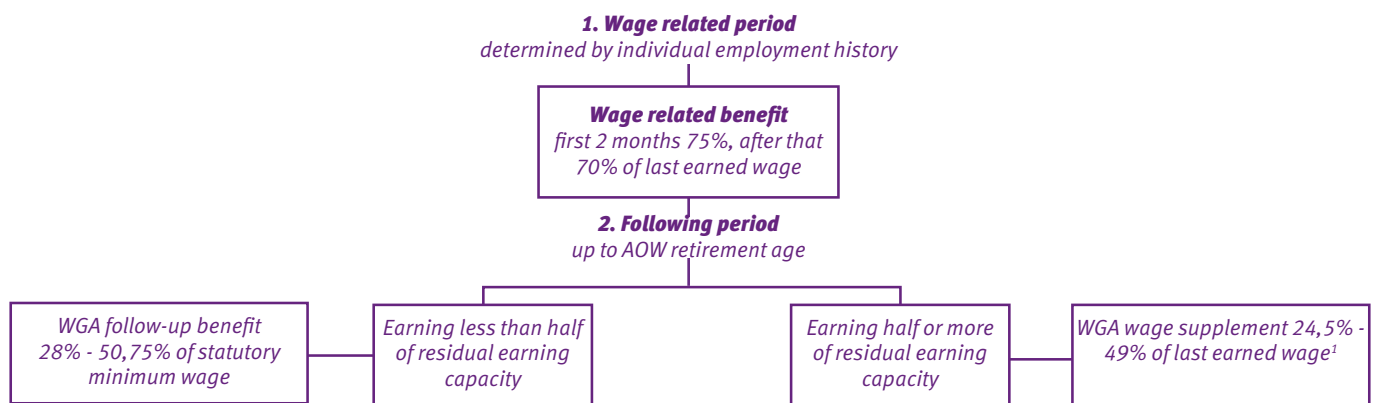 1. Wage related period
determined by individual employment history
Wage related benefit
first 2 months 75%, after that
70% of last earned wage
2. Following period
up to AOW retirement age
WGA follow-up benefit
28% - 50,75% of statutory
minimum wage
Earning less than half
of residual earning
capacity
Earning half or more
of residual earning
capacity
WGA wage supplement 24,5% -
49% of last earned wage¹